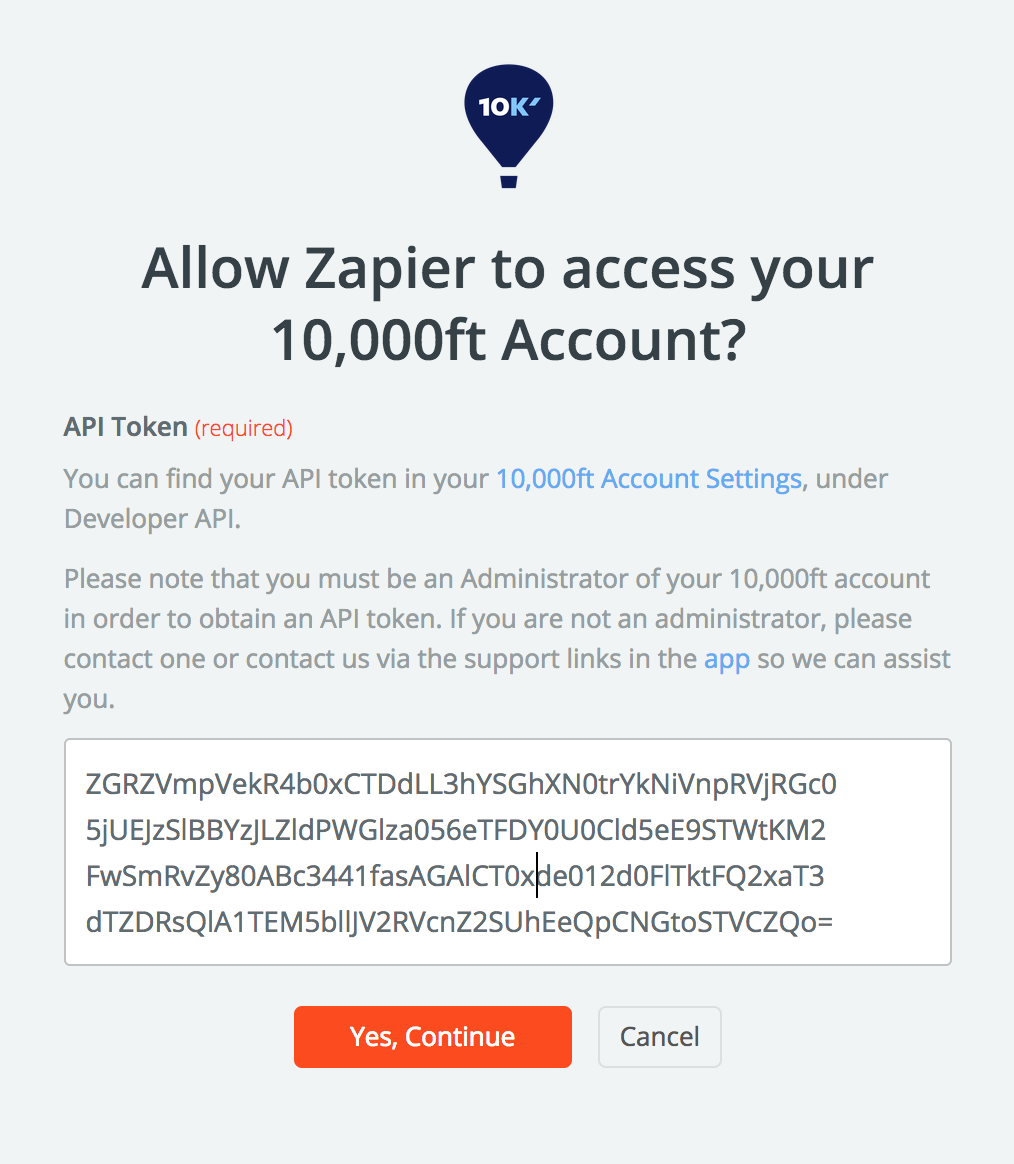 10K
Allow Zapier to access your
10,000ft Account?
API Token (required)
You can find your API token in your 10,000ft Account Settings, under
Developer API.
Please note that you must be an Administrator of your 10,000ft account
in order to obtain an API token. If you are not an administrator, please
contact one or contact us via the support links in the app so we can assist
you.
ZGRZVmpVekR4b0xCTDdLL3hYSGhXN0trYkNiVnpRVjRGc0
5jUEJzSlBBYzJLZldPWGlza056eTFDY0U0Cld5eE9STWtKM2
FwSmRvZy80ABc3441fasAGAlCT0xde012d0FlTktFQ2xaT3
dTZDRsQlA1TEM5bllJV2RVcnZ2SUhEeQpCNGtoSTVCZQo=
Yes, Continue
Cancel